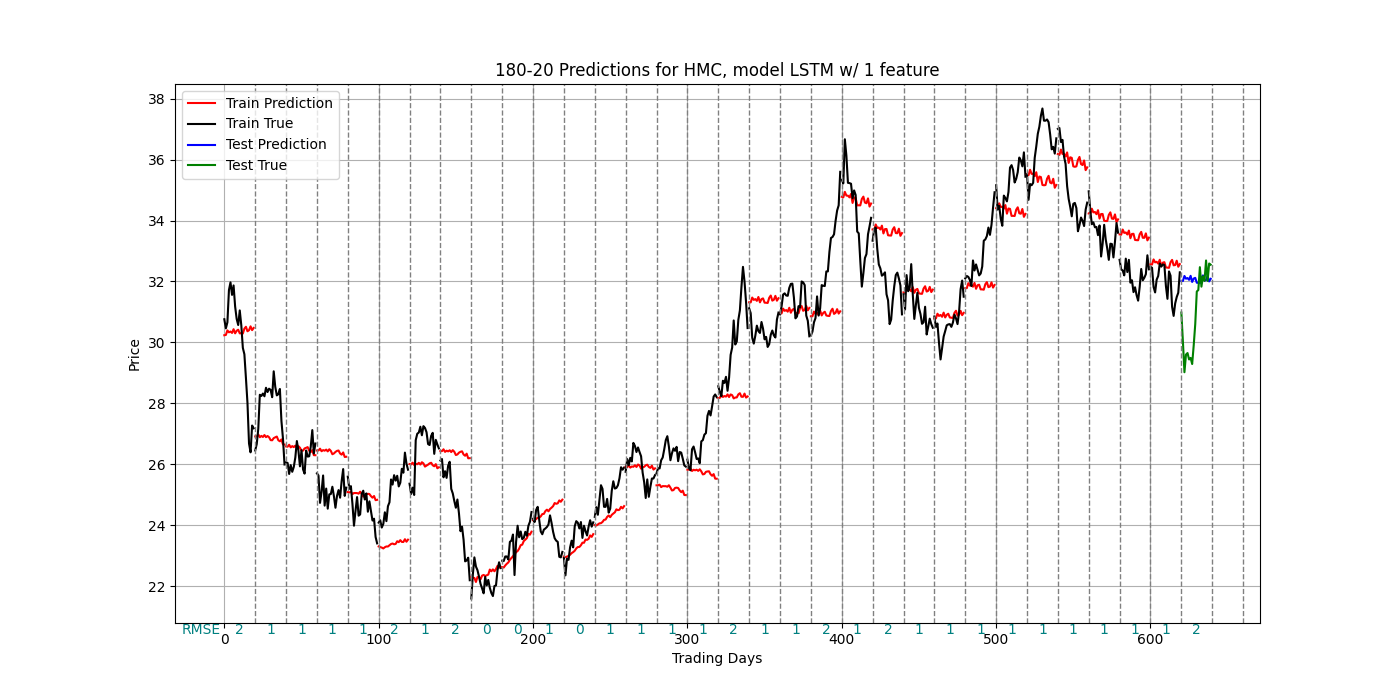 180-20 Predictions for HMC, model LSTM w/ 1 feature
Train Prediction
Train True
Test Prediction
Test True
38
36
34
32
30
28
26
24
22
Price
RMSE 2 1 1 1 1 2 1 2 0 0 1 0 1 1 1 1 2 1 1 2 1 2 1 1 1 1 1 1 1 1 1 2
0 100 200 300 400 500 600
Trading Days